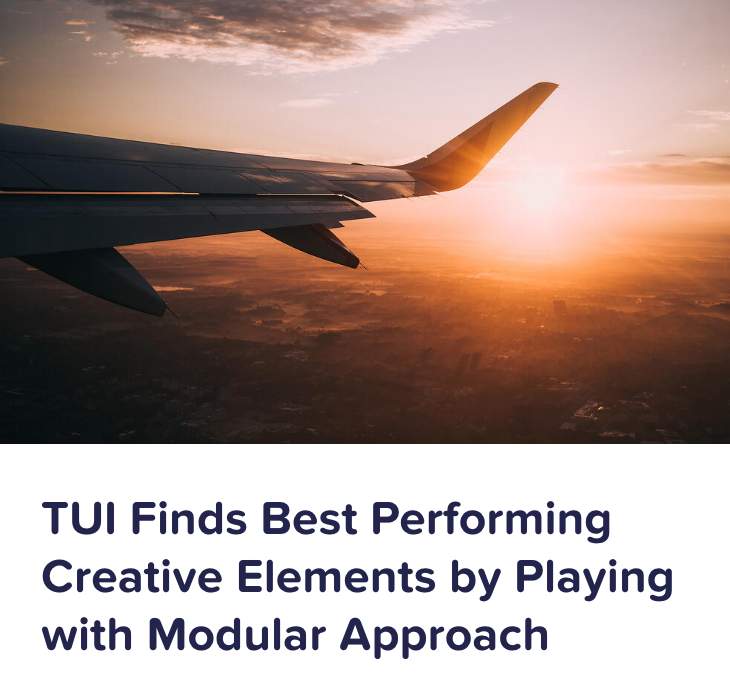 TUI Finds Best Performing
Creative Elements by Playing
with Modular Approach